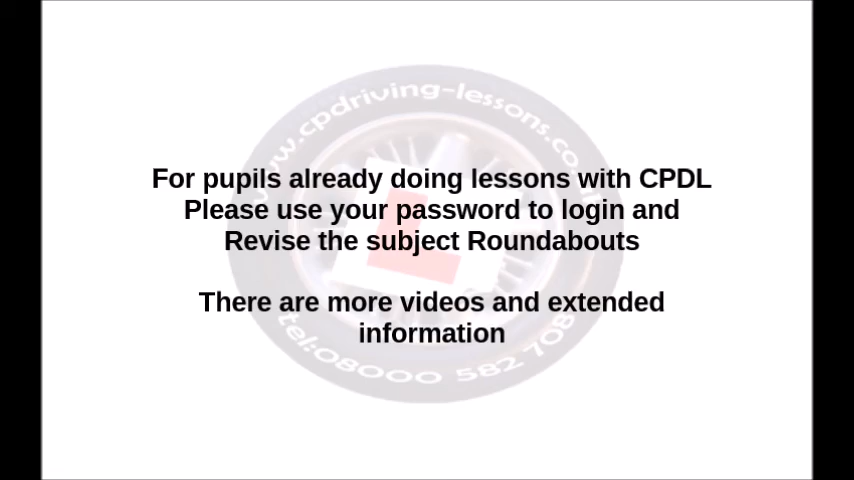 www.cpdriving-lessons.co
For pupils already doing lessons with CPDL
Please use your password to login and
Revise the subject Roundabouts
There are more videos and extended
information
L
tel:08000 582 708